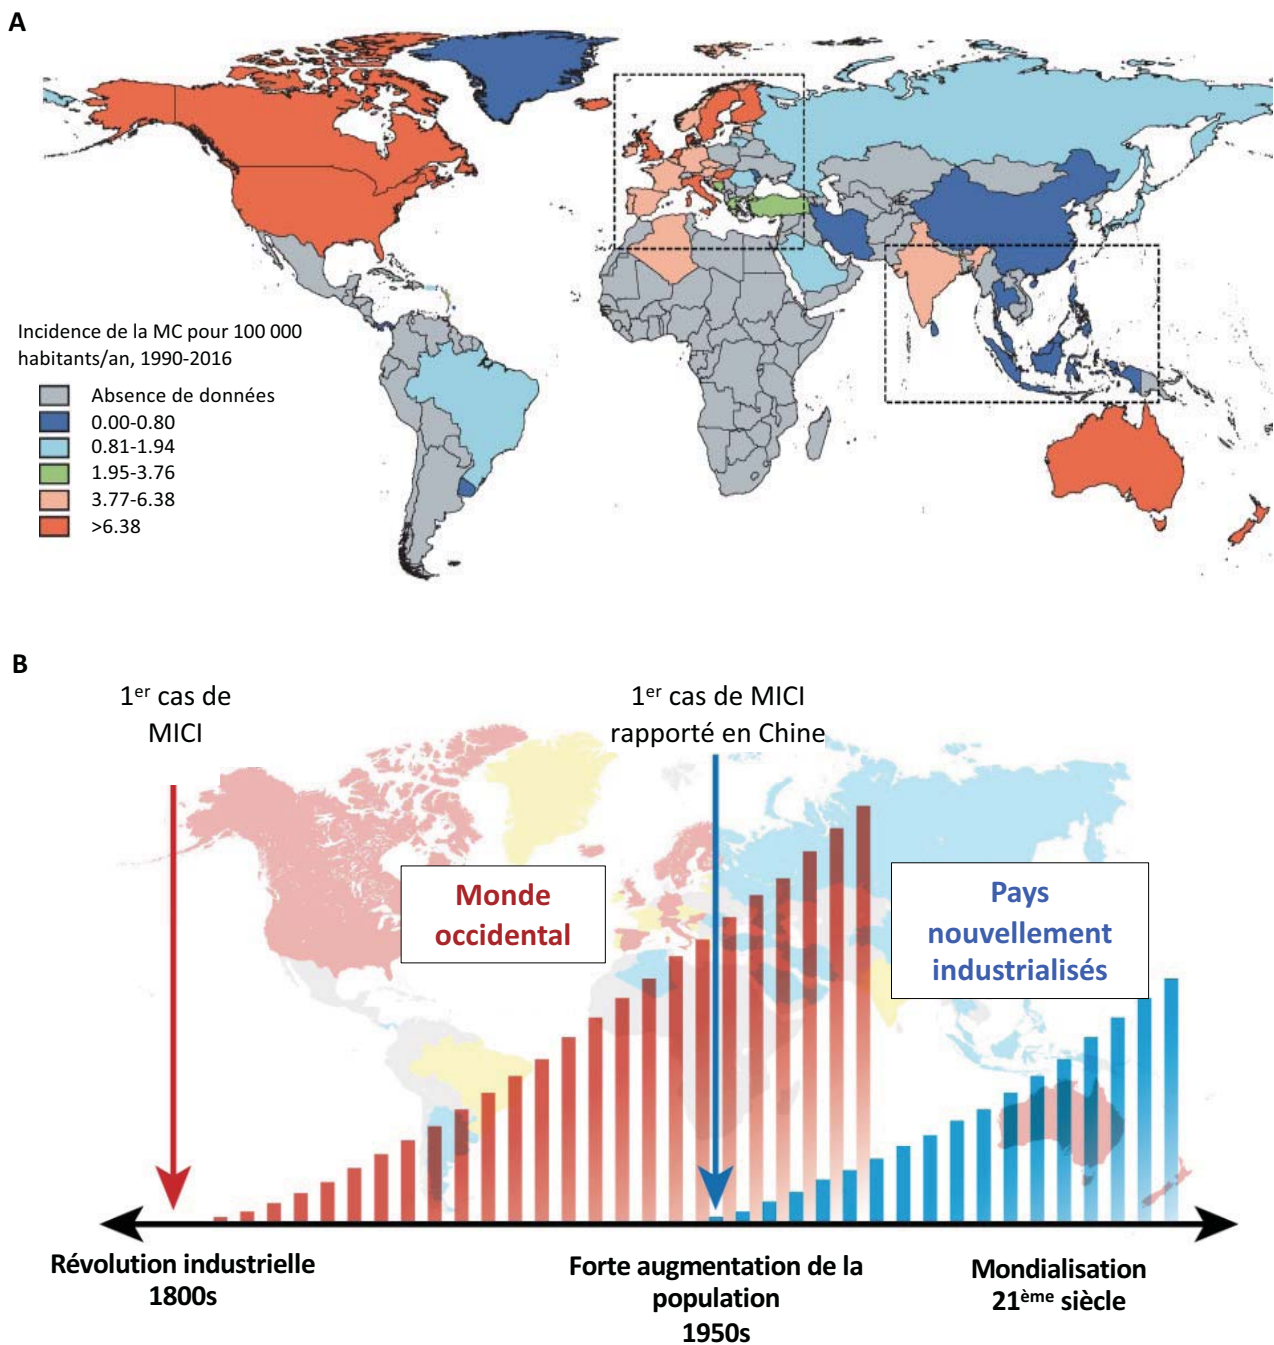 A
Incidence de la MC pour 100 000
habitants/an, 1990-2016
Absence de données
0.00-0.80
0.81-1.94
1.95-3.76
3.77-6.38
>6.38
B
1er cas de
MICI
1er cas de MICI
rapporté en Chine
Monde
occidental
Pays
nouvellement
industrialisés
Révolution industrielle
1800s
Forte augmentation de la
population
1950s
Mondialisation
21ème siècle